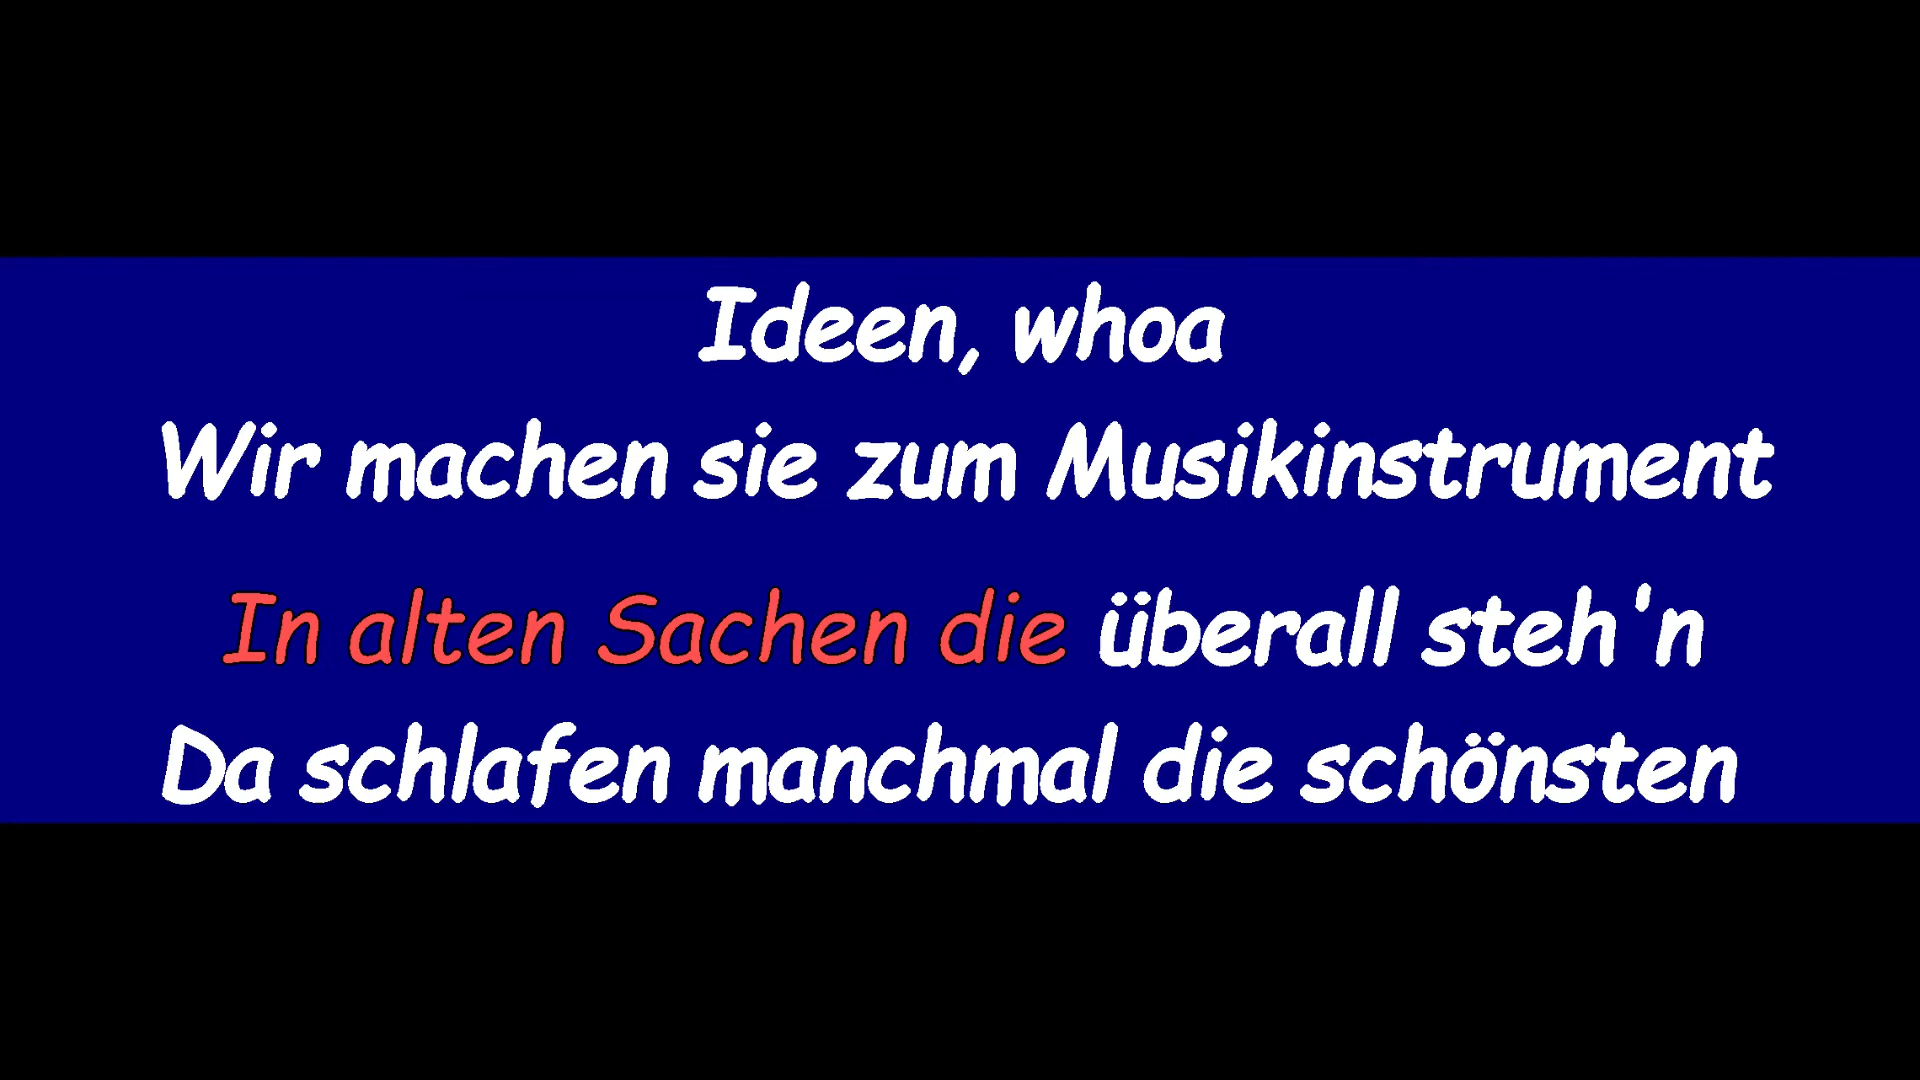 Ideen, whoa
Wir machen sie zum Musikinstrument
In alten Sachen die überall steh'n
Da schlafen manchmal die schönsten